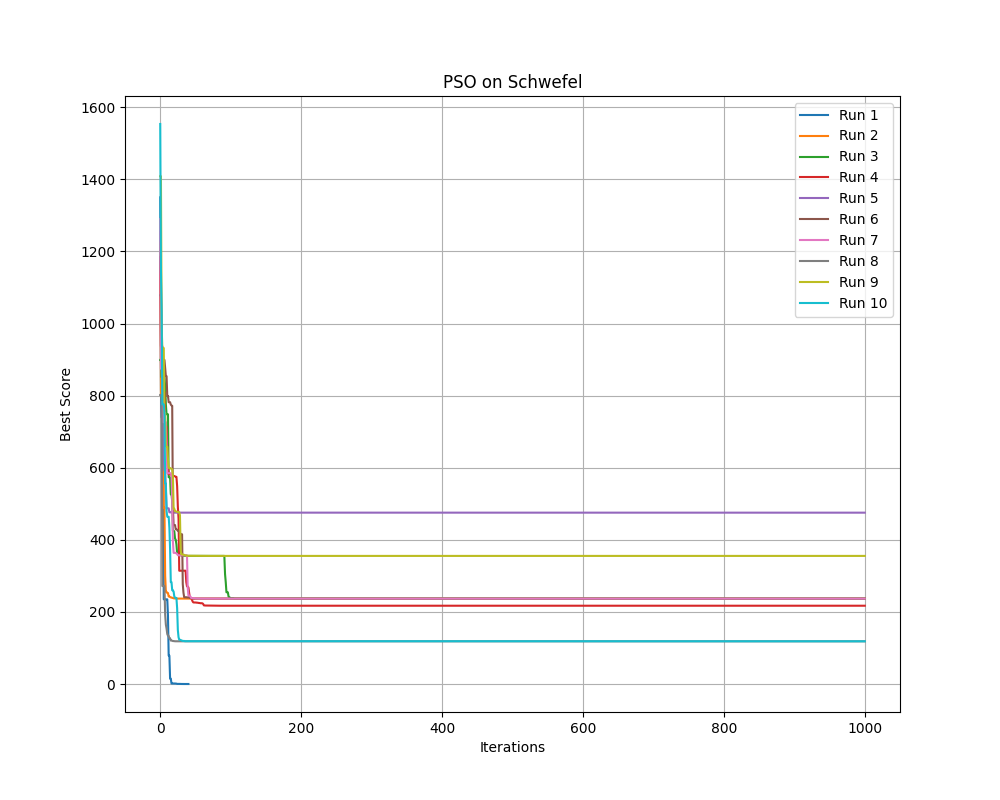 PSO on Schwefel
1600
1400
1200
1000
800
600
400
200
0
Best Score
0
200
400
600
800
1000
Iterations
Run 1
Run 2
Run 3
Run 4
Run 5
Run 6
Run 7
Run 8
Run 9
Run 10